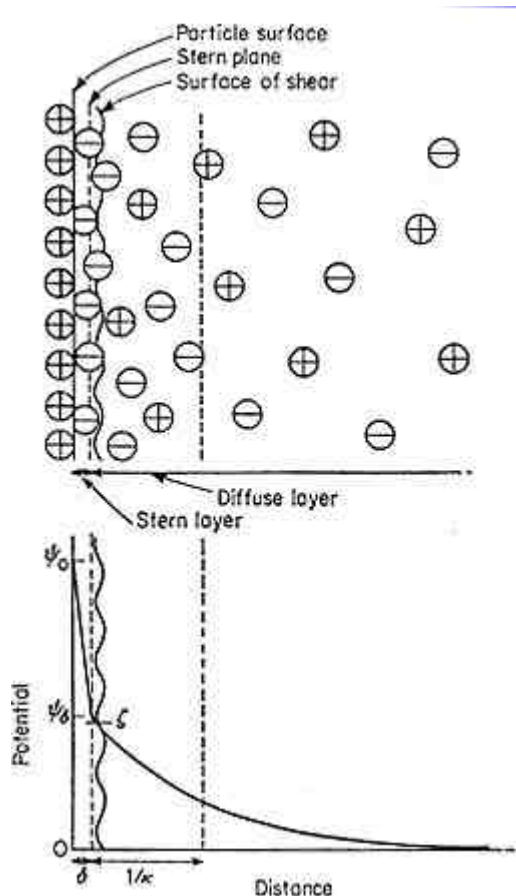 Particle surface
Stern plane
Surface of shear
Diffuse layer
Stern layer
ψ₀
ψδ
ζ
Potential
0
δ
1/κ
Distance